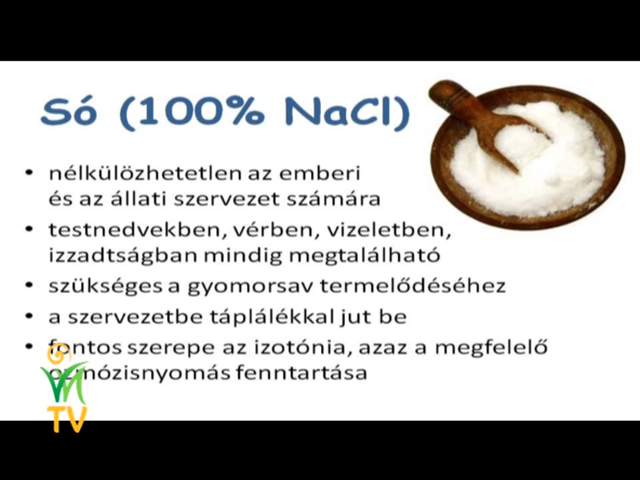 Só (100% NaCl)
• nélkülözhetetlen az emberi
és az állati szervezet számára
• testnedvekben, vérben, vizeletben,
izzadtságban mindig megtalálható
• szükséges a gyomorsav termelődéséhez
• a szervezetbe táplálékkal jut be
• fontos szerepe az izotónia, azaz a megfelelő
ozmózisnyomás fenntartása
TV